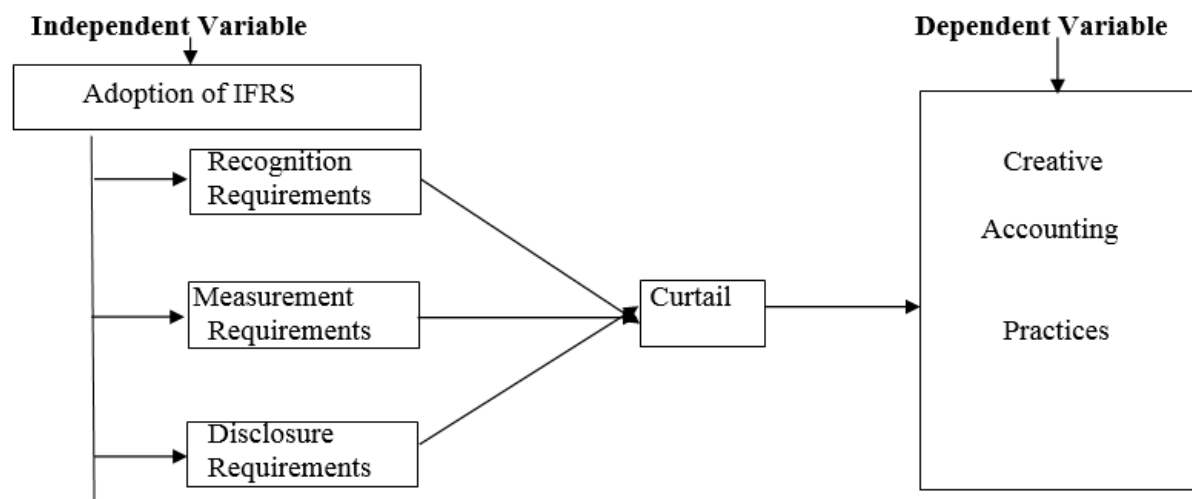 Independent Variable
Dependent Variable
Adoption of IFRS
Recognition
Requirements
Measurement
Requirements
Disclosure
Requirements
Curtail
Creative
Accounting
Practices